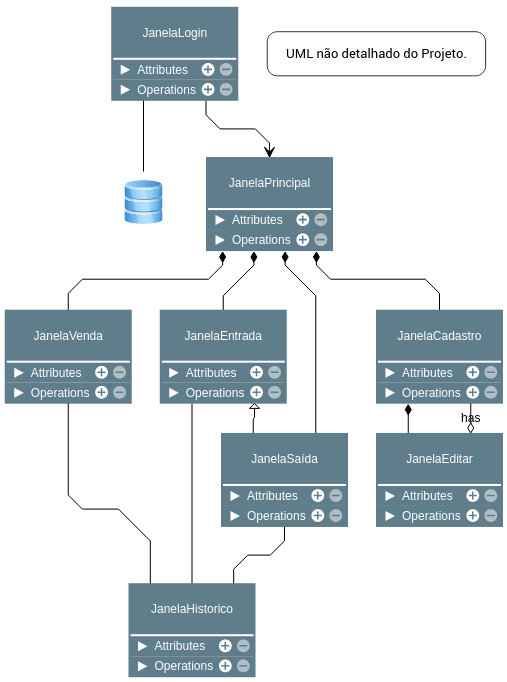 JanelaLogin
Attributes
Operations
UML não detalhado do Projeto.
JanelaPrincipal
Attributes
Operations
JanelaVenda
Attributes
Operations
JanelaEntrada
Attributes
Operations
JanelaCadastro
Attributes
Operations
has
JanelaSaída
Attributes
Operations
JanelaEditar
Attributes
Operations
JanelaHistorico
Attributes
Operations